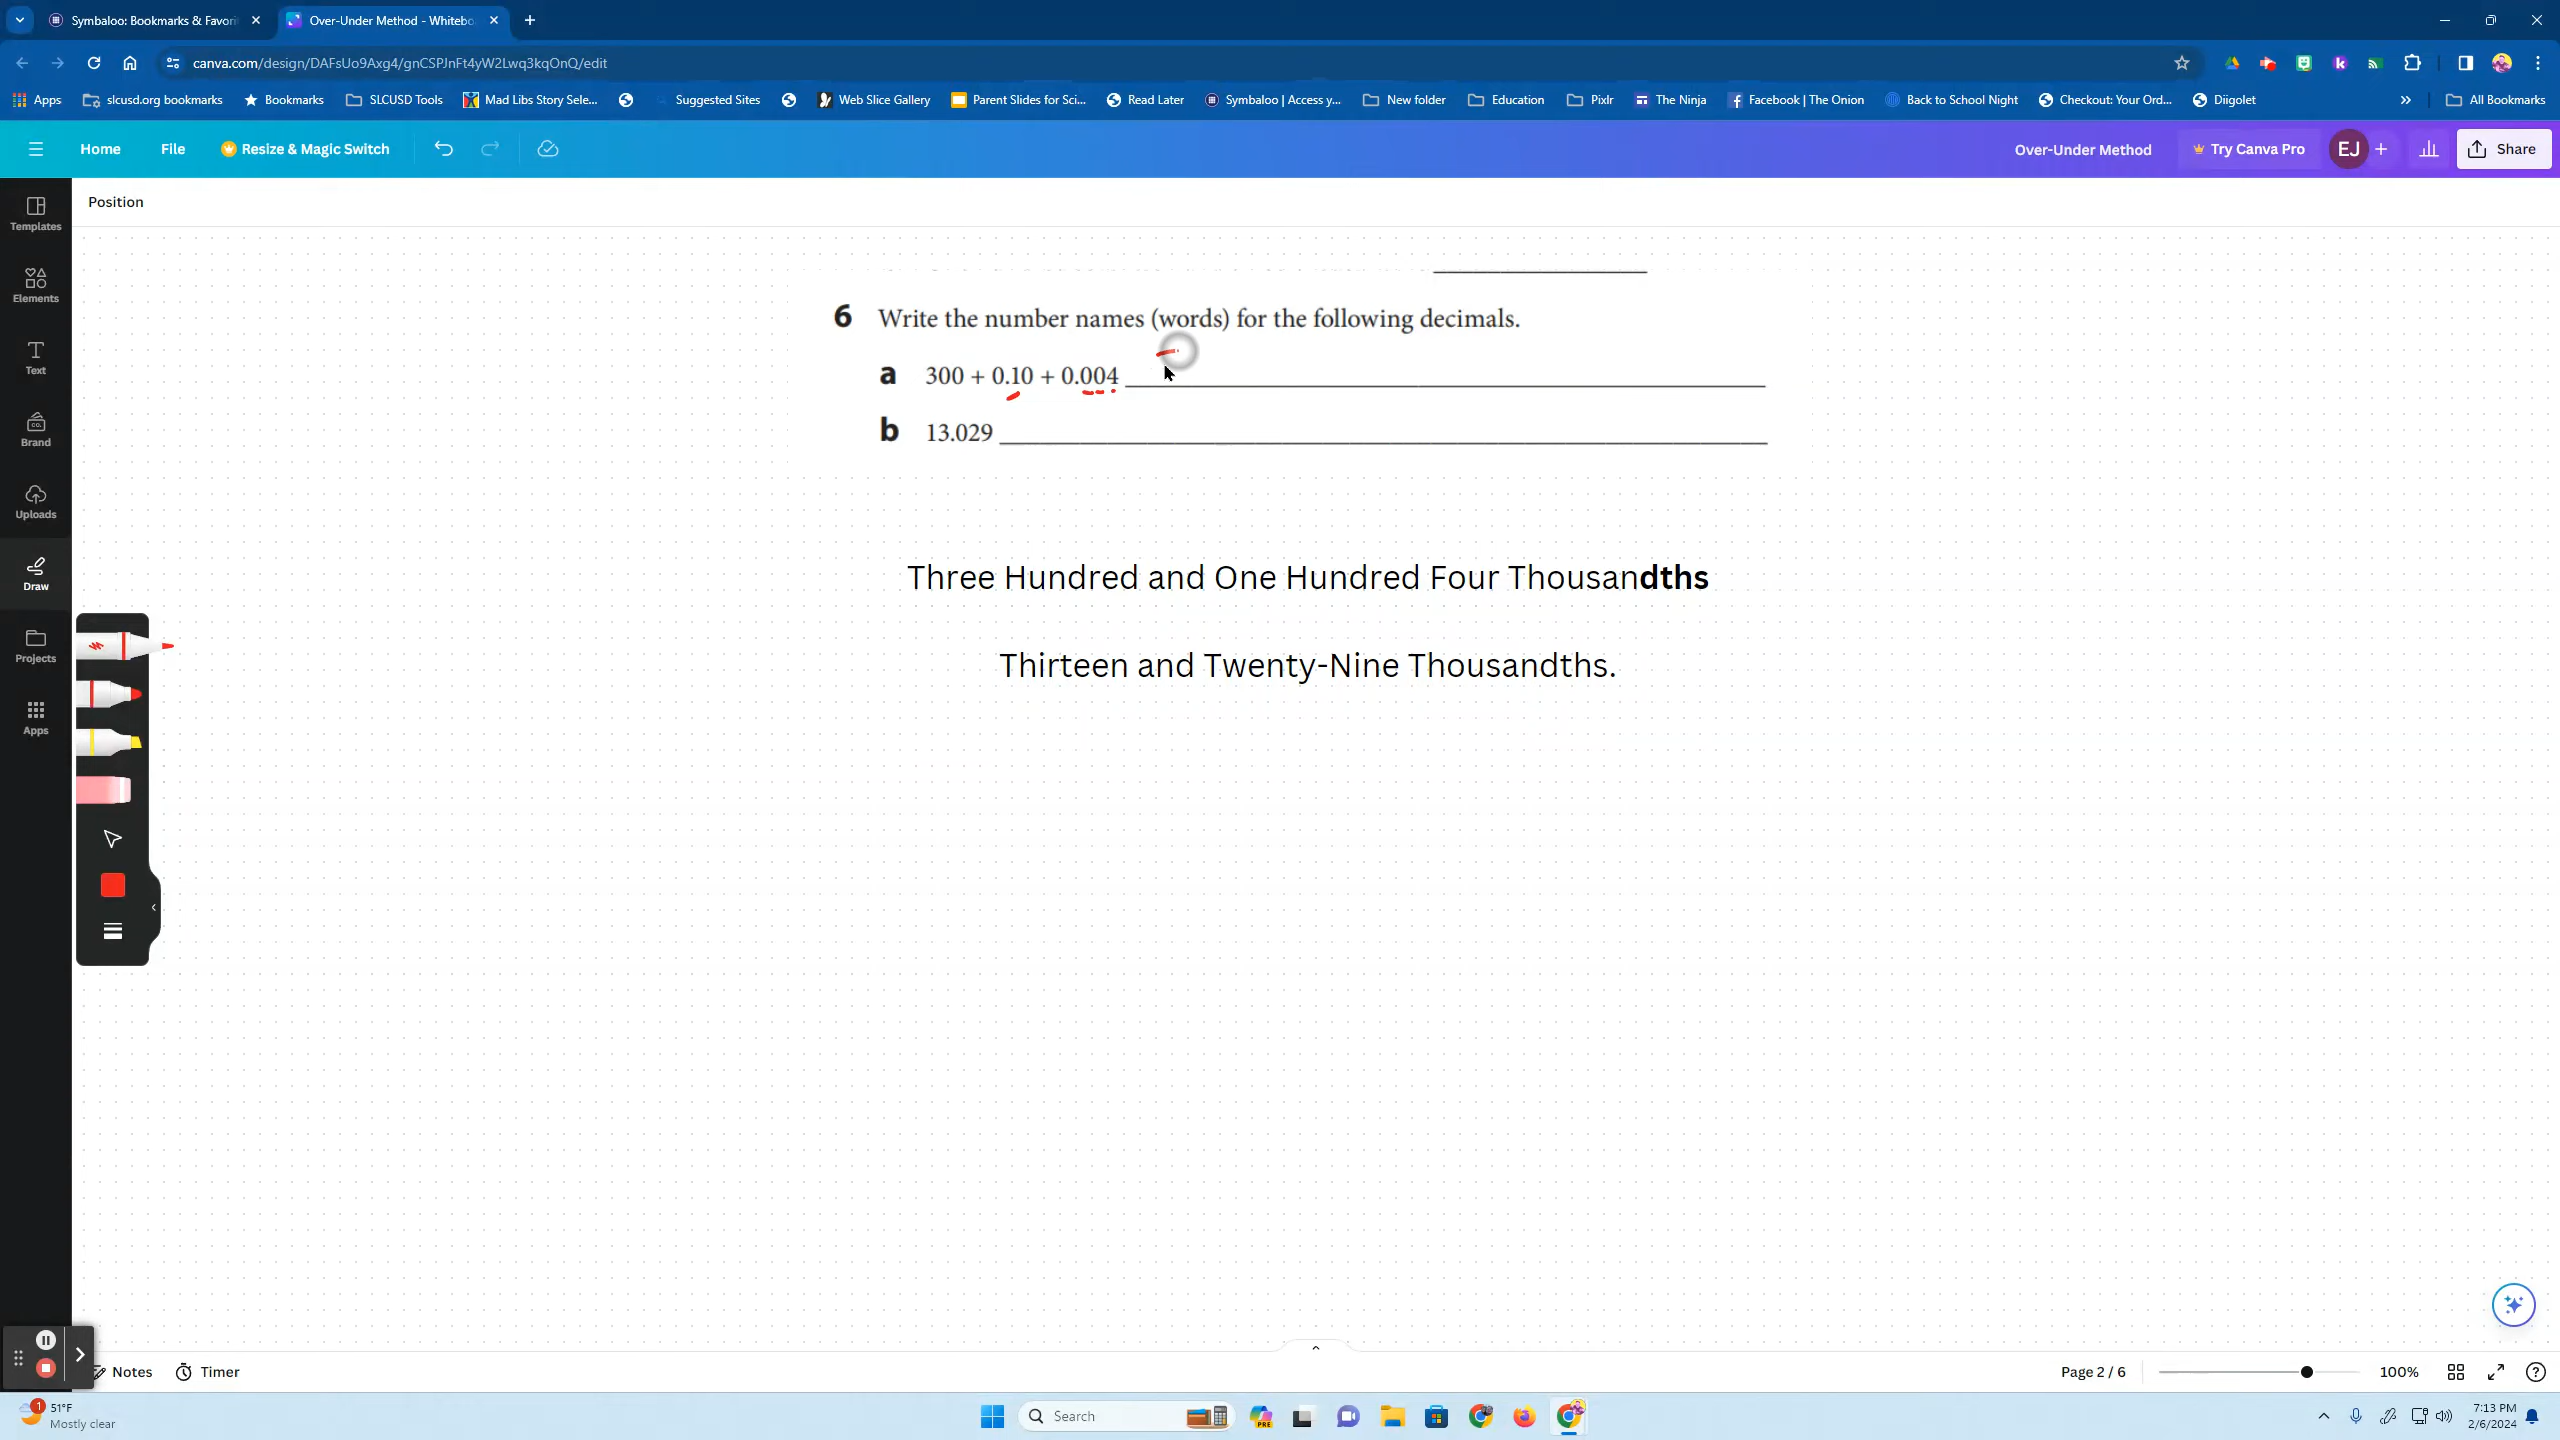 Symbaloo: Bookmarks & Favori
Over-Under Method - Whitebo
canva.com/design/DAFsUo9Axg4/gnCSPJnFt4yW2Lwq3kqOnQ/edit
Apps
slcusd.org bookmarks
Bookmarks
SLCUSD Tools
Mad Libs Story Sele...
Suggested Sites
Web Slice Gallery
Parent Slides for Sci...
Read Later
Symbaloo | Access y...
New folder
Education
Pixlr
The Ninja
Facebook | The Onion
Back to School Night
Checkout: Your Ord...
Diigolet
»
All Bookmarks
Home
File
Resize & Magic Switch
Over-Under Method
Try Canva Pro
EJ
Share
Position
Templates
Elements
Text
Brand
Uploads
Draw
Projects
Apps
6 Write the number names (words) for the following decimals.
a 300 + 0.10 + 0.004
b 13.029
Three Hundred and One Hundred Four Thousandths
Thirteen and Twenty-Nine Thousandths.
Notes
Timer
Page 2 / 6
100%
1
51°F
Mostly clear
Search
PRE
7:13 PM
2/6/2024